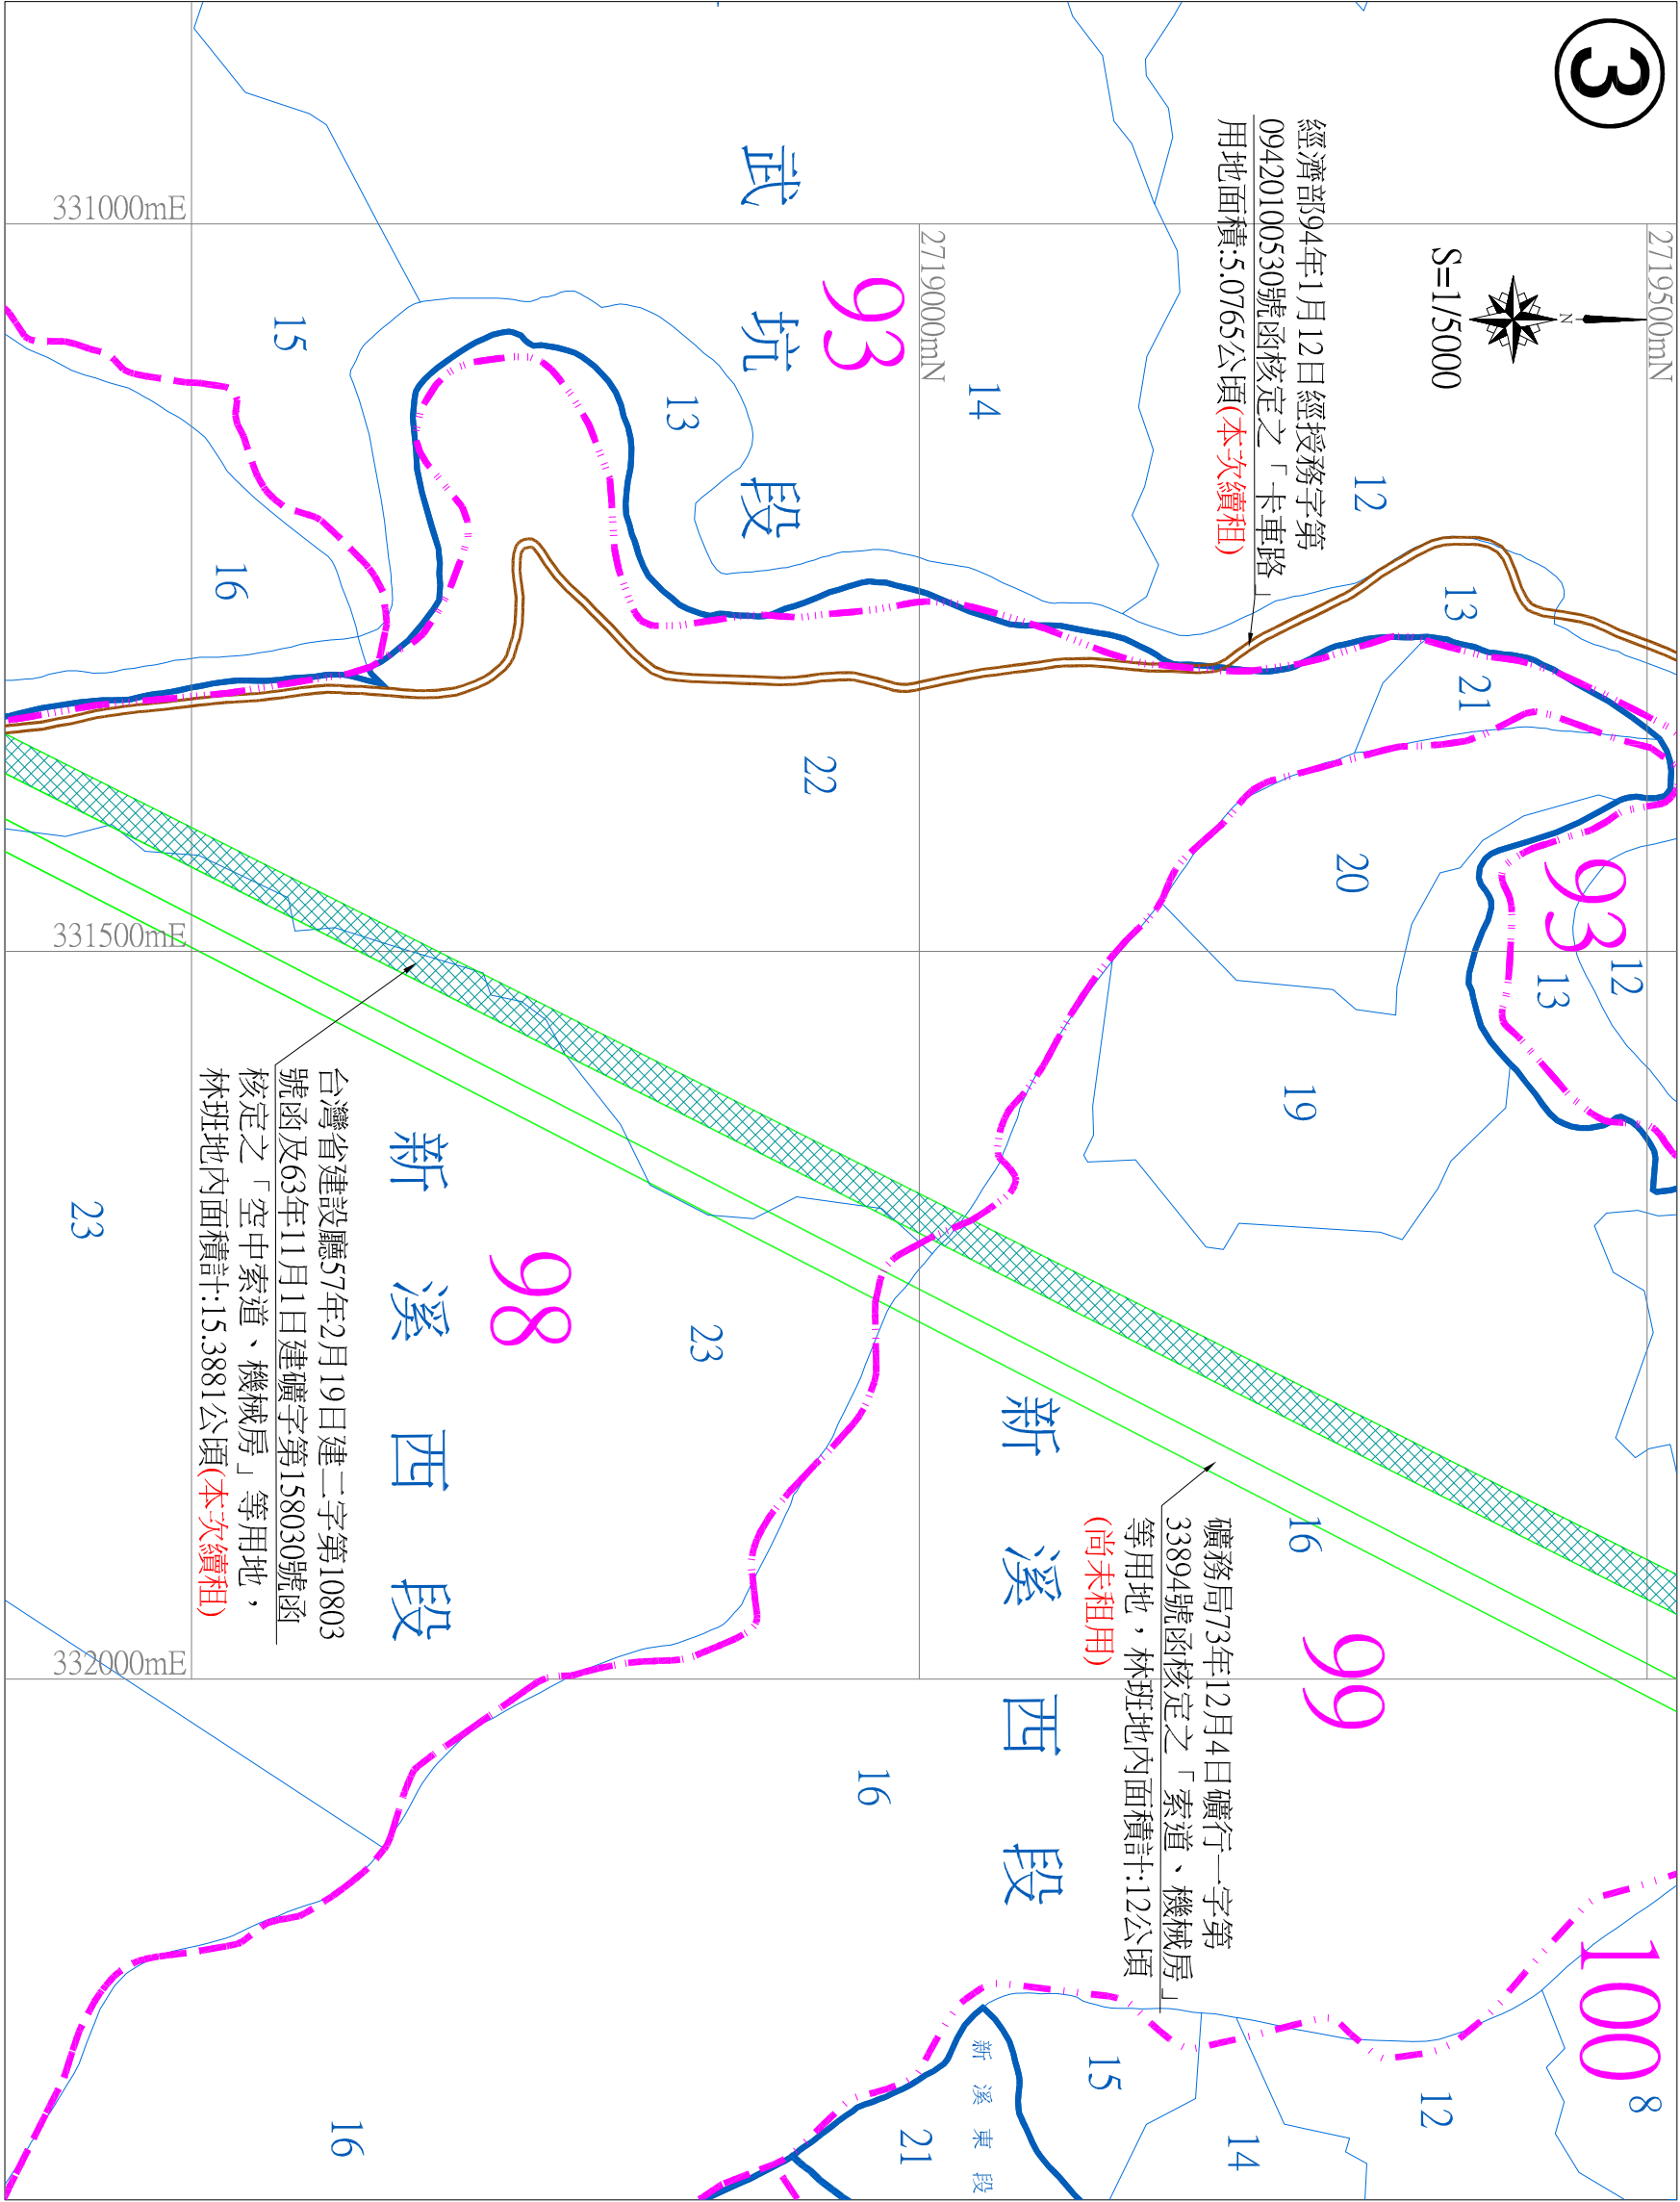 3
2719500mN
S=1/5000
N
經濟部94年1月12日經授務字第
09420100530號函核定之「卡車路」
用地面積:5.0765公頃(本次續租)
12
13
21
2719000mN
14
武坑段
93
13
331000mE
15
16
22
20
93
12
13
19
331500mE
台灣省建設廳57年2月19日建二字第10803
號函及63年11月1日建礦字第158030號函
核定之「空中索道、機械房」等用地，
林班地內面積計:15.3881公頃(本次續租)
新溪西段
98
23
23
新溪西段
16
99
礦務局73年12月4日礦行一字第
33894號函核定之「索道、機械房」
等用地，林班地內面積計:12公頃
(尚未租用)
332000mE
16
100
8
12
14
15
新溪東段
21
16